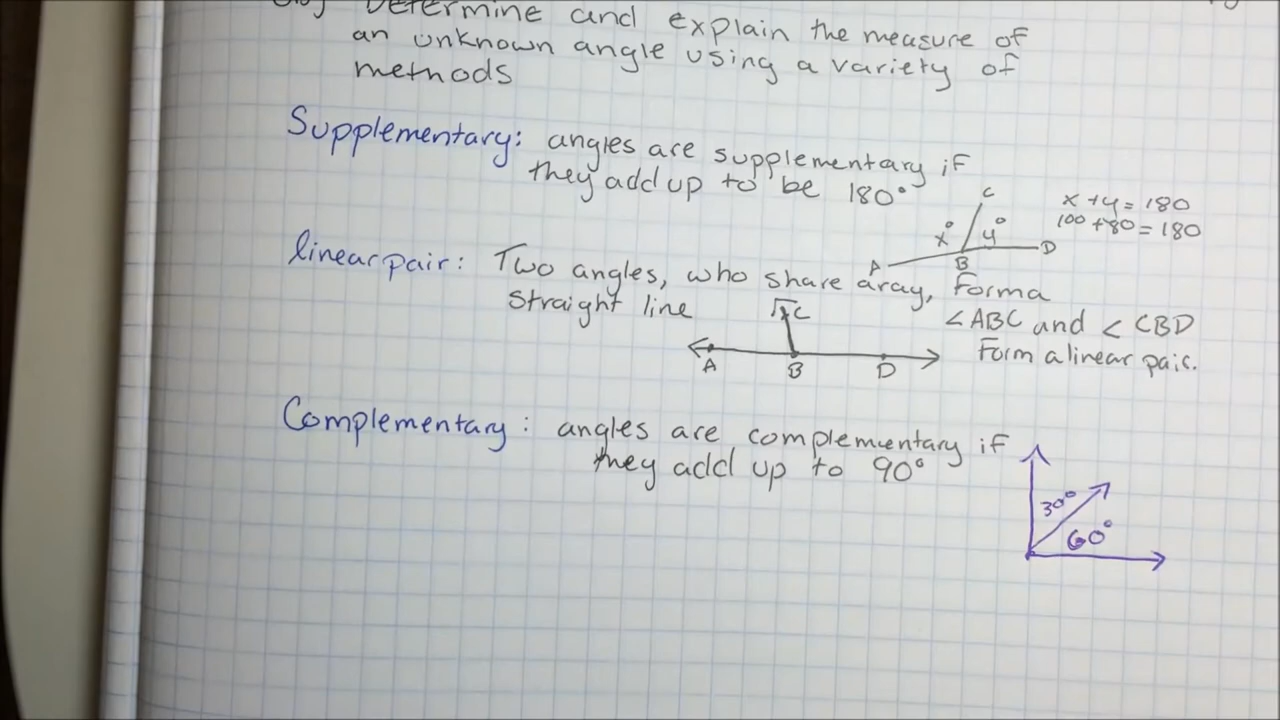 Determine and explain the measure of
an unknown angle using a variety of
methods
Supplementary: angles are supplementary if
they add up to be 180°
C
x° y°
A B D
x + y = 180
100 + 80 = 180
linear pair: Two angles, who share a ray, form a
straight line
C
A B D
∠ABC and ∠CBD
form a linear pair.
Complementary: angles are complementary if
they add up to 90°
30°
60°